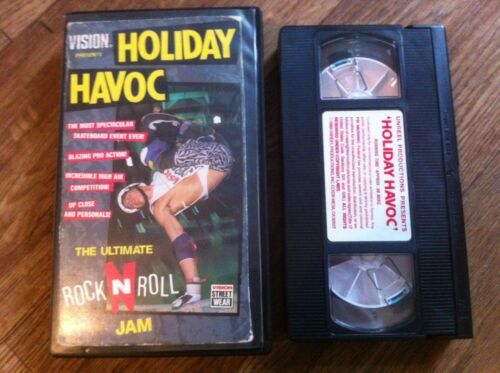 VISION
PRESENTS
HOLIDAY
HAVOC
THE MOST SPECTACULAR
SKATEBOARD EVENT EVER!
BLAZING PRO ACTION!
INCREDIBLE HIGH AIR
COMPETITION!
UP CLOSE
AND PERSONALS!
THE ULTIMATE
ROCK N ROLL
JAM
VISION
STREET
WEAR
UNREEL PRODUCTIONS, PRESENTS
'HOLIDAY HAVOC'